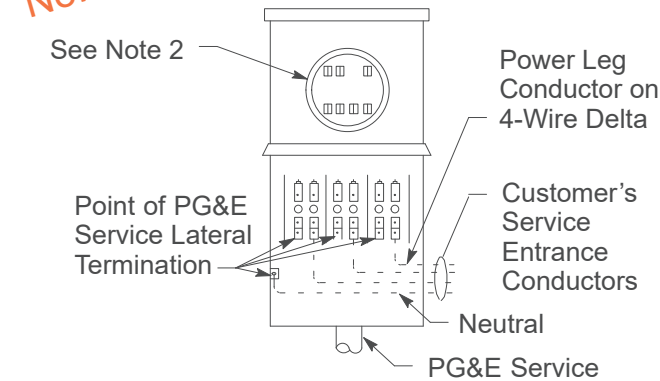 See Note 2
Power Leg
Conductor on
4-Wire Delta
Point of PG&E
Service Lateral
Termination
Customer's
Service
Entrance
Conductors
Neutral
PG&E Service